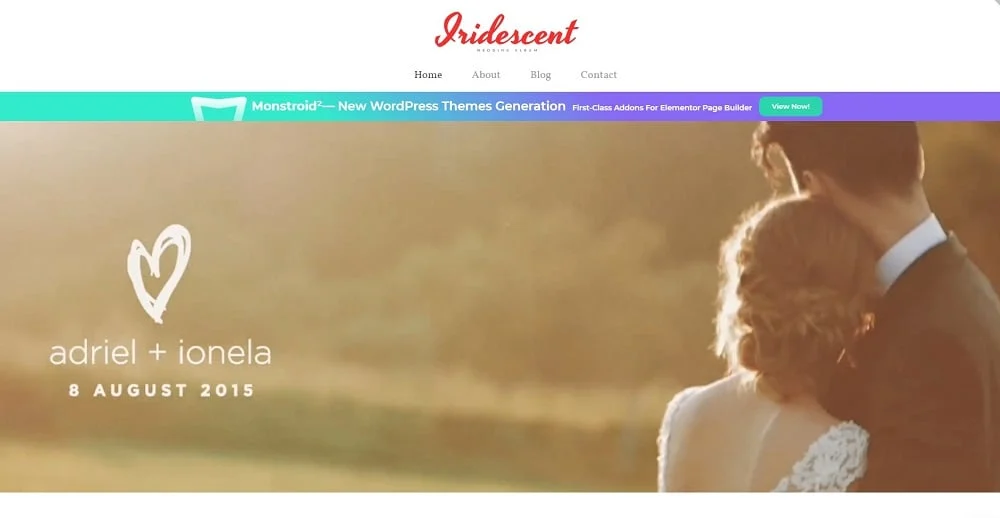 Iridescent
WEDDING ALBUM
Home About Blog Contact
Monstroid²— New WordPress Themes Generation First-Class Addons For Elementor Page Builder View Now!
adriel + ionela
8 AUGUST 2015